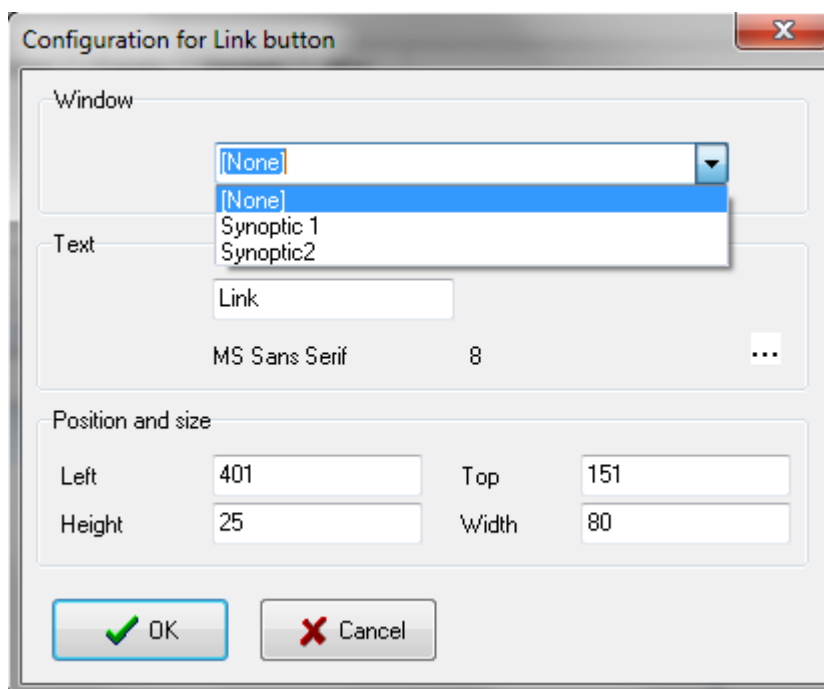 Configuration for Link button
Window
[None]
[None]
Synoptic 1
Synoptic2
Text
Link
MS Sans Serif 8 ...
Position and size
Left 401 Top 151
Height 25 Width 80
OK Cancel